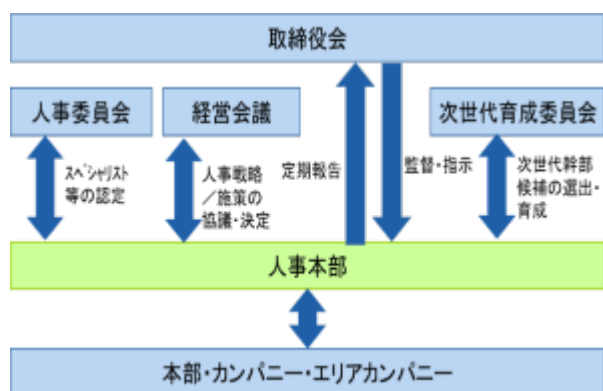 取締役会
人事委員会
経営会議
次世代育成委員会
ｽﾍﾟｼｬﾘｽﾄ
等の認定
人事戦略
／施策の
協議・決定
定期報告
監督・指示
次世代幹部
候補の選出・
育成
人事本部
本部・カンパニー・エリアカンパニー